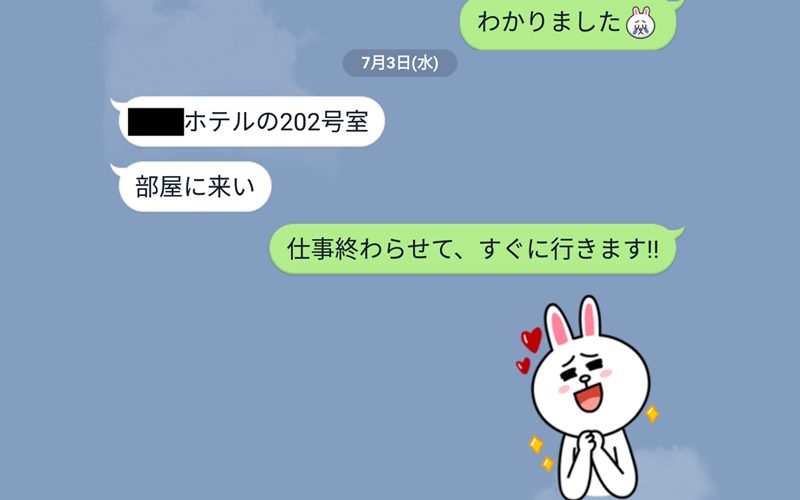 わかりました
7月3日(水)
ホテルの202号室
部屋に来い
仕事終わらせて、すぐに行きます!!